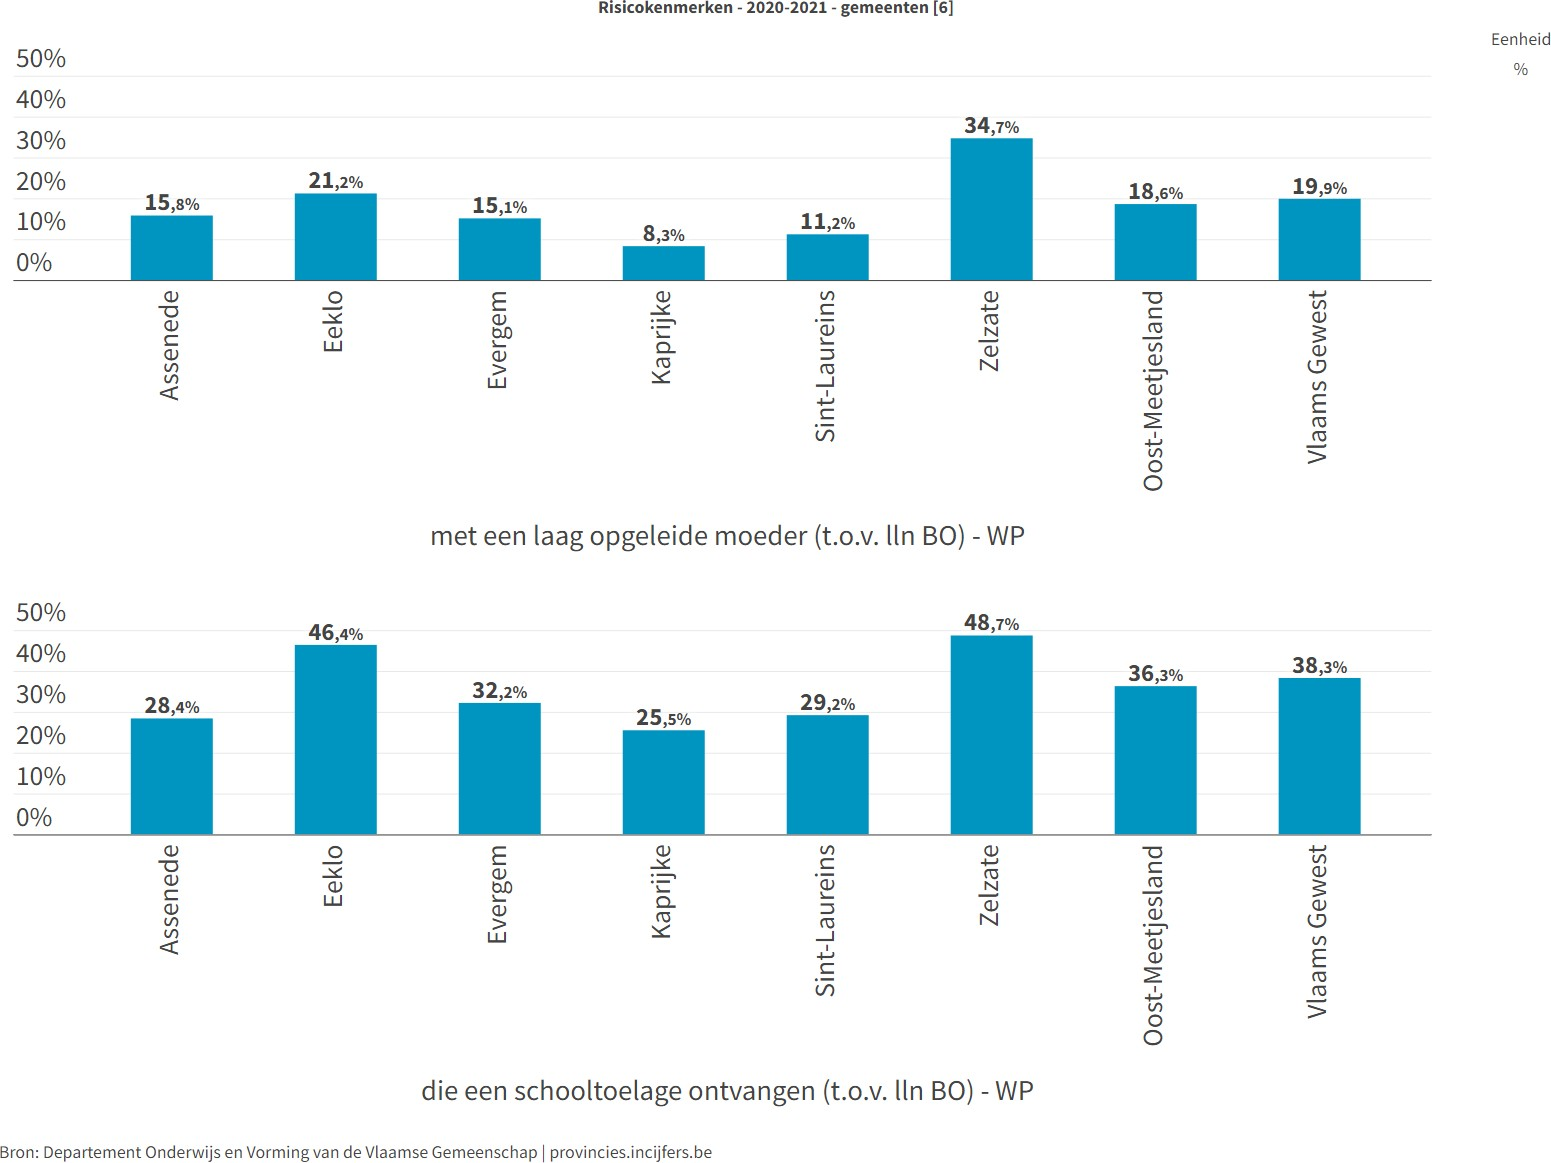 Risicokenmerken - 2020-2021 - gemeenten [6]
Eenheid
%
50%
40%
30%
20%
10%
0%
15,8%
21,2%
15,1%
8,3%
11,2%
34,7%
18,6%
19,9%
Assenede
Eeklo
Evergem
Kaprijke
Sint-Laureins
Zelzate
Oost-Meetjesland
Vlaams Gewest
met een laag opgeleide moeder (t.o.v. lln BO) - WP
50%
40%
30%
20%
10%
0%
28,4%
46,4%
32,2%
25,5%
29,2%
48,7%
36,3%
38,3%
Assenede
Eeklo
Evergem
Kaprijke
Sint-Laureins
Zelzate
Oost-Meetjesland
Vlaams Gewest
die een schooltoelage ontvangen (t.o.v. lln BO) - WP
Bron: Departement Onderwijs en Vorming van de Vlaamse Gemeenschap | provincies.incijfers.be